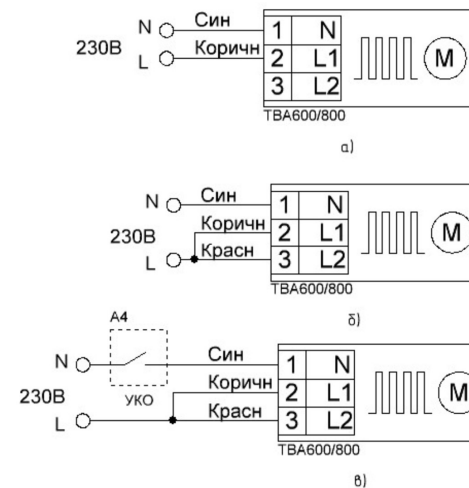 N Син 1 N
230В Коричн 2 L1 M
L 3 L2
TBA600/800
а)
N Син 1 N
230В Коричн 2 L1 M
L Красн 3 L2
TBA600/800
б)
A4
N Син 1 N
230В УКО Коричн 2 L1 M
L Красн 3 L2
TBA600/800
в)